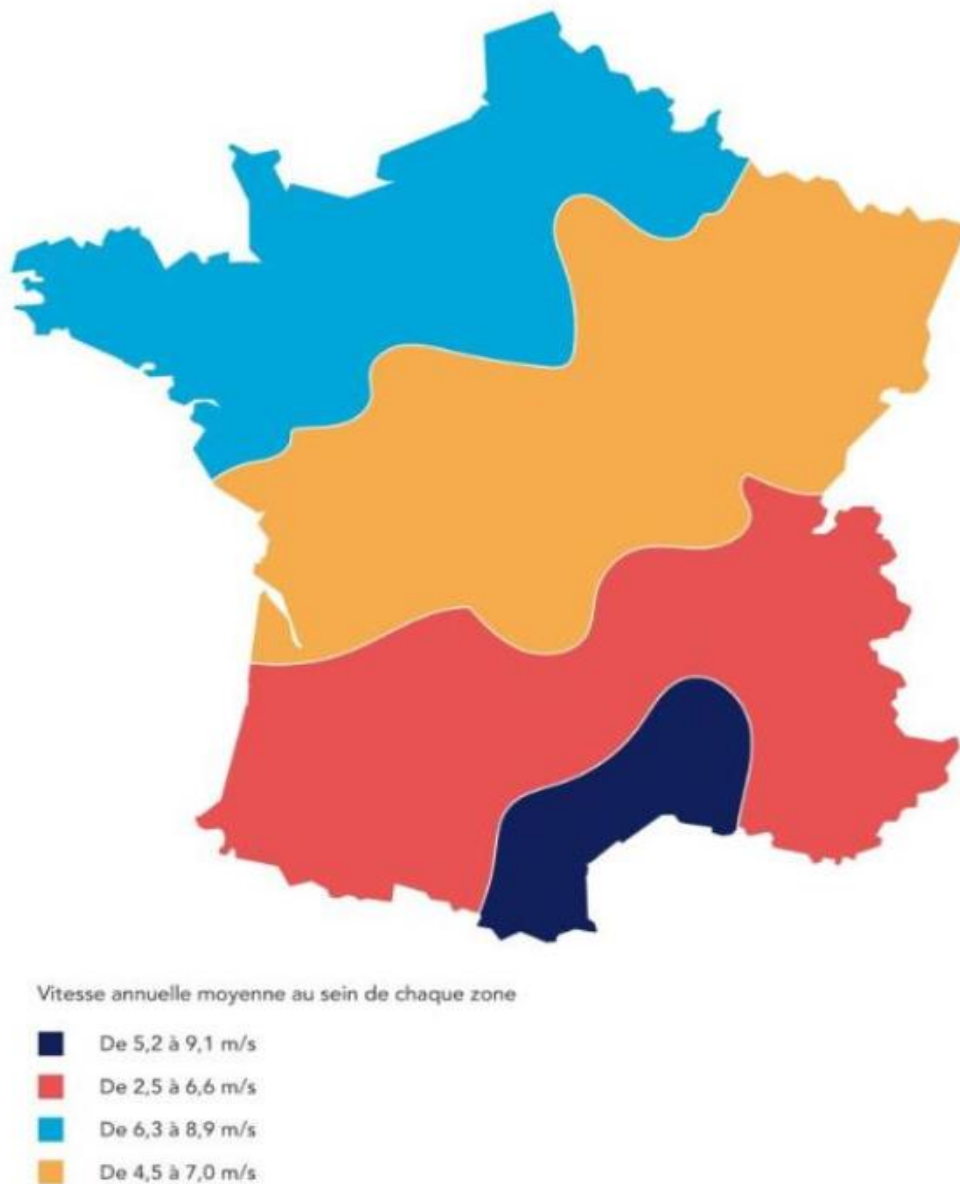 Vitesse annuelle moyenne au sein de chaque zone
De 5,2 à 9,1 m/s
De 2,5 à 6,6 m/s
De 6,3 à 8,9 m/s
De 4,5 à 7,0 m/s